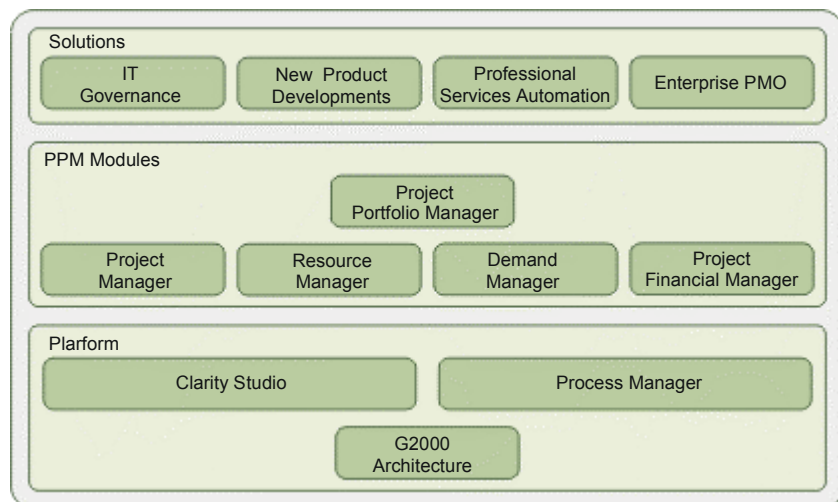 Solutions
IT
Governance
New Product
Developments
Professional
Services Automation
Enterprise PMO
PPM Modules
Project
Portfolio Manager
Project
Manager
Resource
Manager
Demand
Manager
Project
Financial Manager
Plarform
Clarity Studio
Process Manager
G2000
Architecture